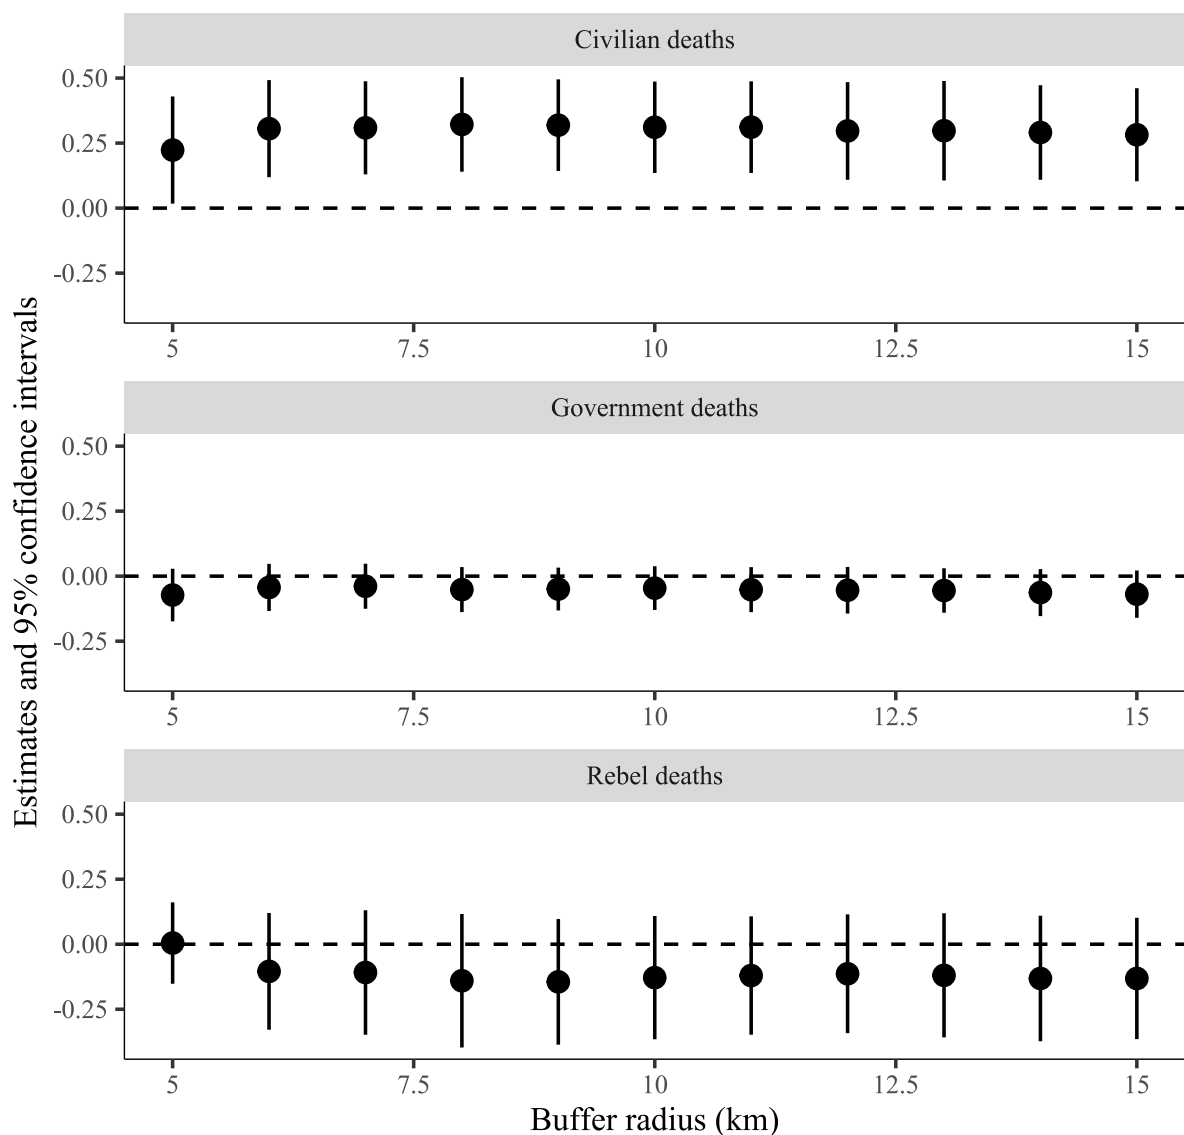 Civilian deaths
0.50
0.25
0.00
-0.25
5 7.5 10 12.5 15
Government deaths
0.50
0.25
0.00
-0.25
5 7.5 10 12.5 15
Rebel deaths
0.50
0.25
0.00
-0.25
5 7.5 10 12.5 15
Buffer radius (km)
Estimates and 95% confidence intervals